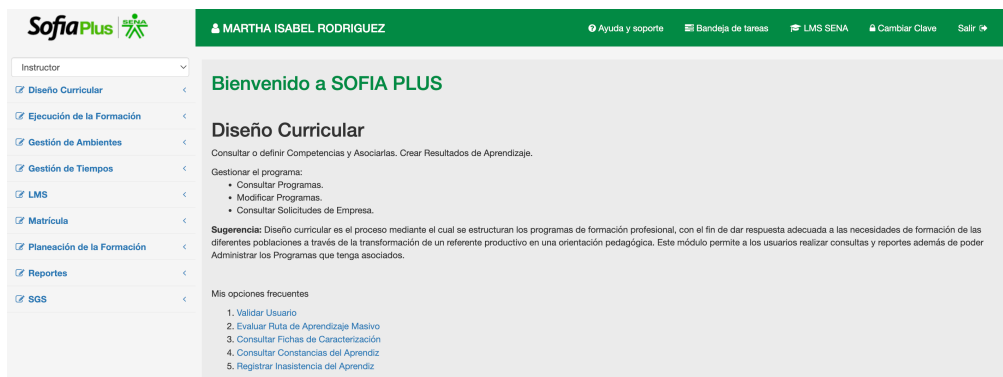 Sofia Plus SENA
MARTHA ISABEL RODRIGUEZ
Ayuda y soporte
Bandeja de tareas
LMS SENA
Cambiar Clave
Salir
Instructor
Diseño Curricular
Ejecución de la Formación
Gestión de Ambientes
Gestión de Tiempos
LMS
Matrícula
Planeación de la Formación
Reportes
SGS
Bienvenido a SOFIA PLUS
Diseño Curricular
Consultar o definir Competencias y Asociarlas. Crear Resultados de Aprendizaje.
Gestionar el programa:
• Consultar Programas.
• Modificar Programas.
• Consultar Solicitudes de Empresa.
Sugerencia: Diseño curricular es el proceso mediante el cual se estructuran los programas de formación profesional, con el fin de dar respuesta adecuada a las necesidades de formación de las
diferentes poblaciones a través de la transformación de un referente productivo en una orientación pedagógica. Este módulo permite a los usuarios realizar consultas y reportes además de poder
Administrar los Programas que tenga asociados.
Mis opciones frecuentes
1. Validar Usuario
2. Evaluar Ruta de Aprendizaje Masivo
3. Consultar Fichas de Caracterización
4. Consultar Constancias del Aprendiz
5. Registrar Inasistencia del Aprendiz